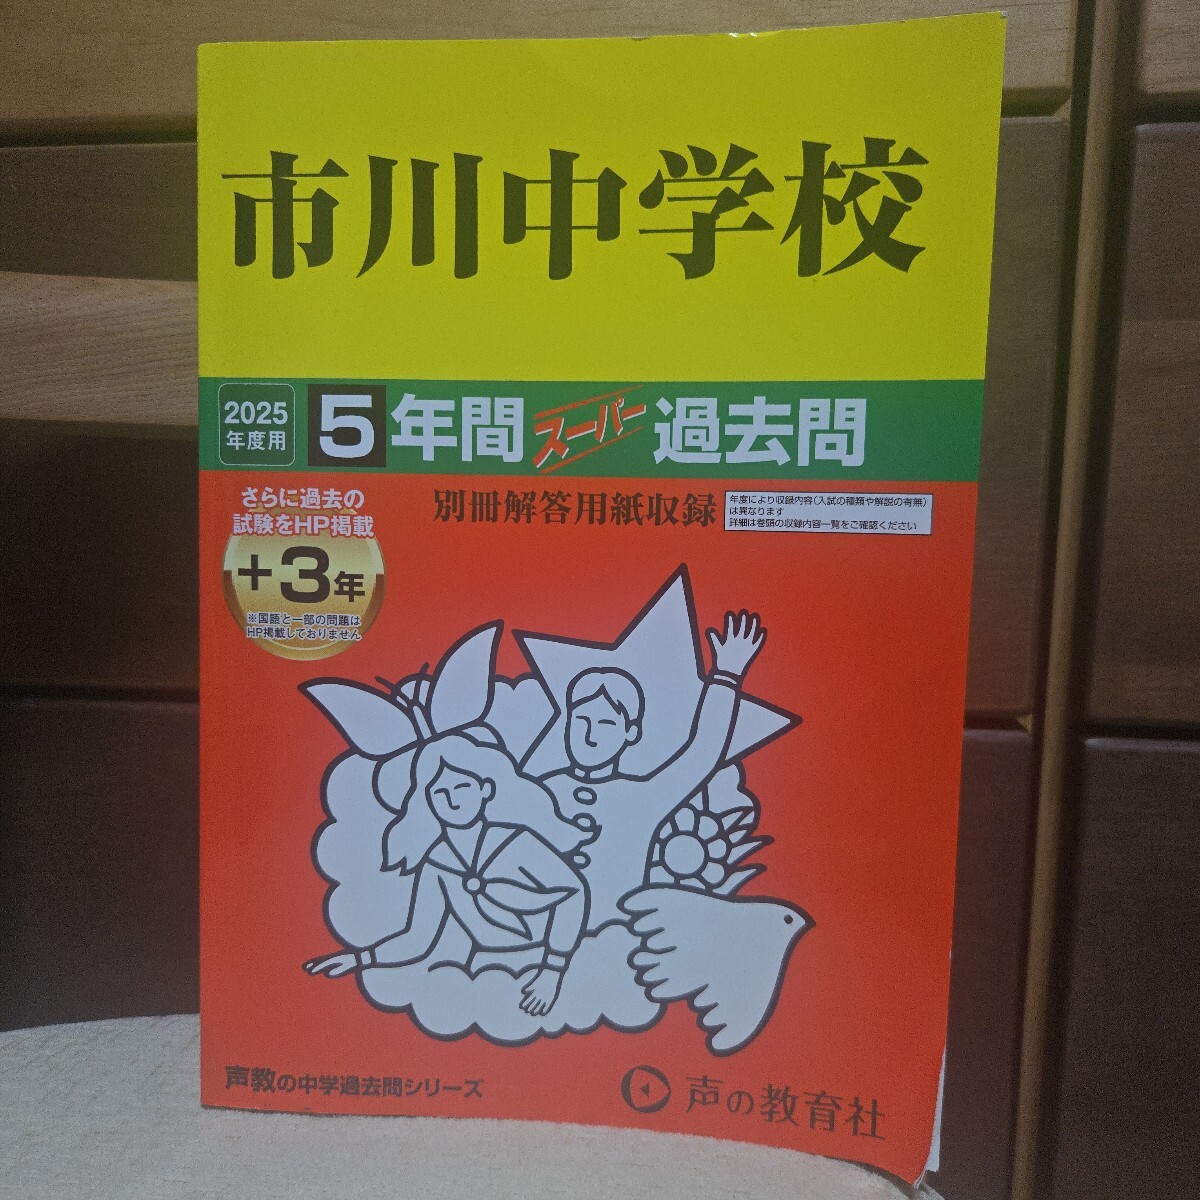 市川中学校
2025
年度用
5年間スーパー過去問
さらに過去の
試験をHP掲載
+3年
※国語と一部の問題は
HP掲載しておりません
別冊解答用紙収録
年度により収録内容(入試の種類や解説の有無)
は異なります
詳細は巻頭の収録内容一覧をご確認ください
声教の中学過去問シリーズ
声の教育社